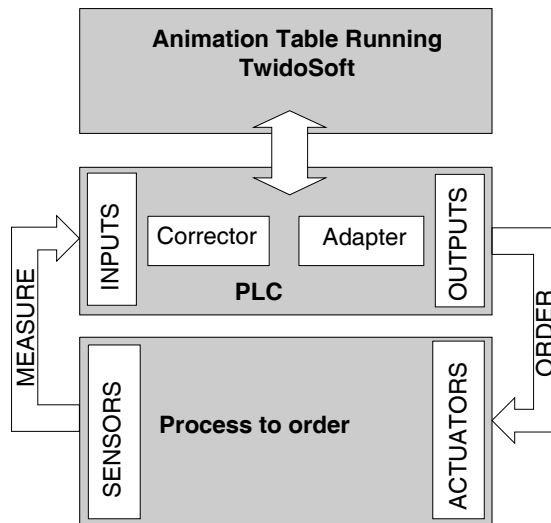 Animation Table Running
TwidoSoft
INPUTS
Corrector
Adapter
OUTPUTS
PLC
MEASURE
ORDER
SENSORS
Process to order
ACTUATORS